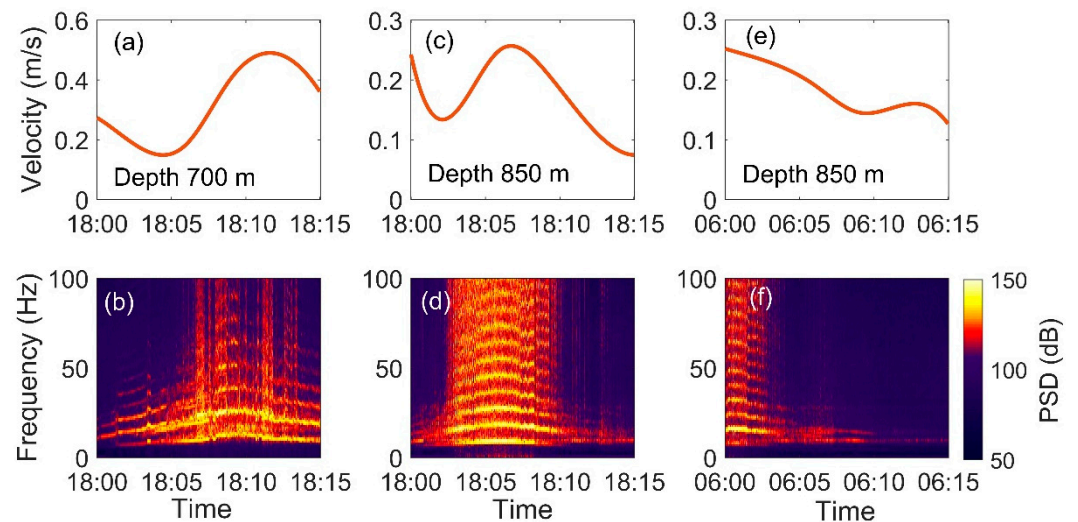 (a)
(c)
(e)
Velocity (m/s)
0.6
0.4
0.2
0
0.3
0.2
0.1
0
0.3
0.2
0.1
0
Depth 700 m
Depth 850 m
Depth 850 m
18:00 18:05 18:10 18:15
18:00 18:05 18:10 18:15
06:00 06:05 06:10 06:15
(b)
(d)
(f)
Frequency (Hz)
100
50
0
100
50
0
100
50
0
150
100
50
PSD (dB)
18:00 18:05 18:10 18:15
18:00 18:05 18:10 18:15
06:00 06:05 06:10 06:15
Time
Time
Time